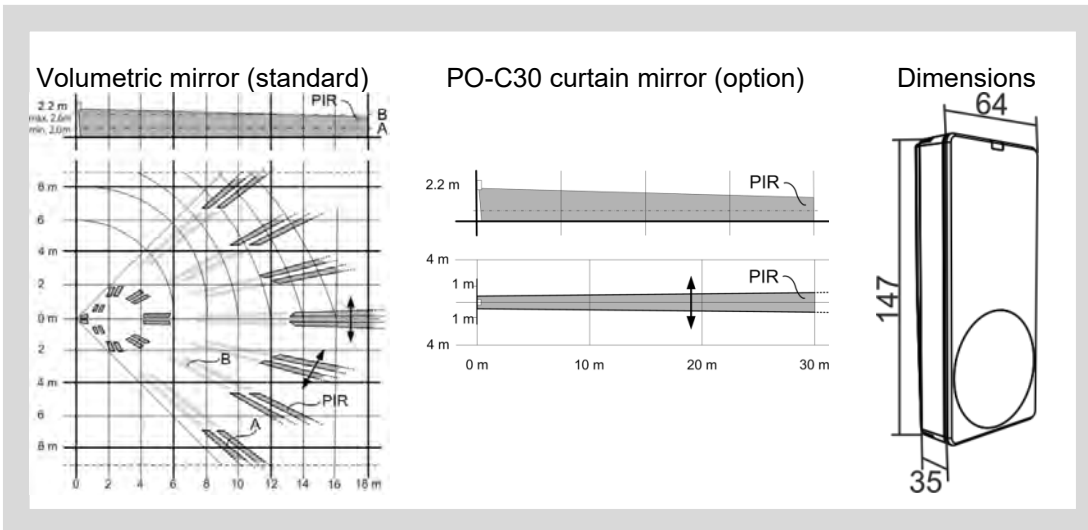 Volumetric mirror (standard)
PIR
2.2 m
max. 2.6m
min. 2.0m
B
A
8 m
6
4 m
2
0 m
2
4 m
6
8 m
B
PIR
A
0 2 4 6 8 10 12 14 16 18 m
PO-C30 curtain mirror (option)
2.2 m
PIR
4 m
1 m
1 m
4 m
PIR
0 m 10 m 20 m 30 m
Dimensions
64
147
35